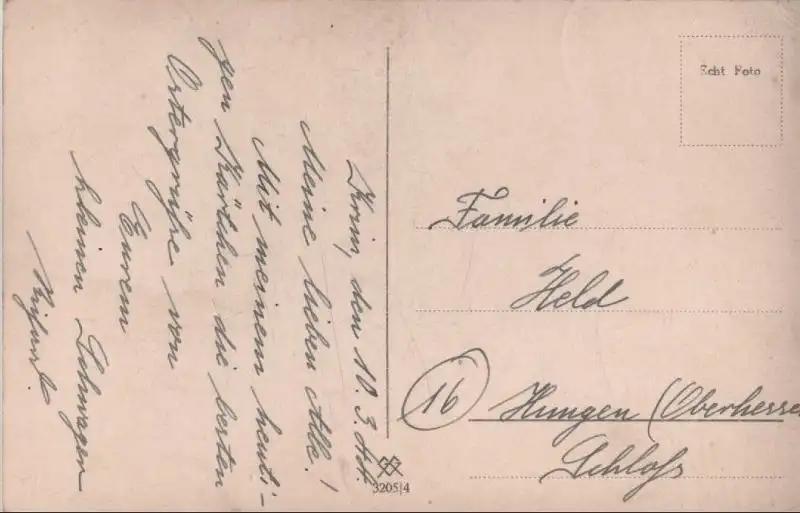 den 10. 3. 
Meine lieben Alle!
Mit meinem heuti-
gen Kärtchen die besten
Ostergrüße von
Eurem
kleinen Schwager
Echt Foto
Familie
Held
16 Hungen (Oberhessen
Schloß
3205/4